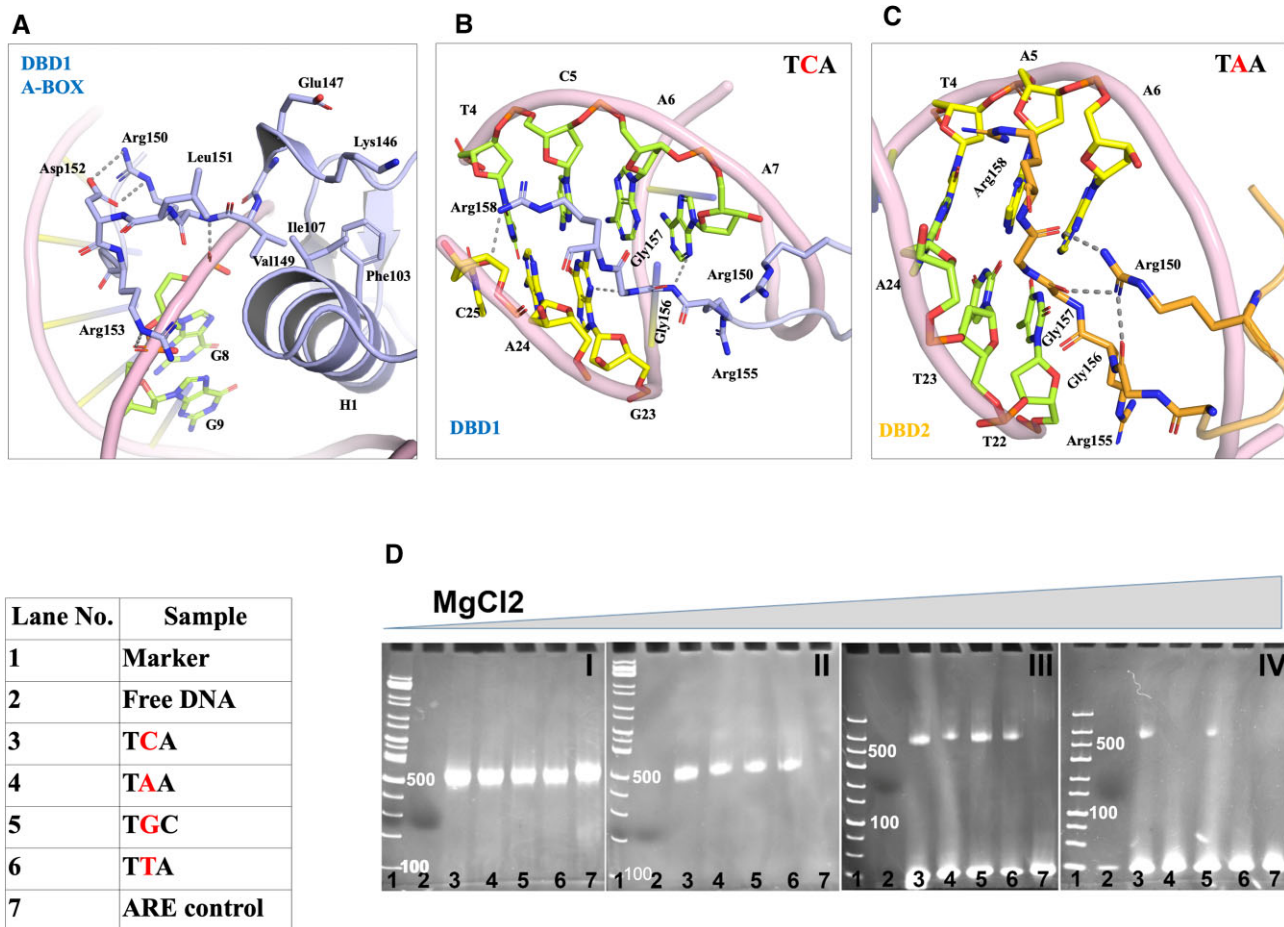 A
DBD1
A-BOX
Glu147
Arg150
Lys146
Asp152
Leu151
Ile107
Val149
Phe103
Arg153
G8
H1
G9
B
TCA
C5
T4
A6
A7
Arg158
Gly157
Arg150
C25
Gly156
A24
Arg155
G23
DBD1
C
TAA
A5
T4
A6
Arg158
Arg150
A24
Gly157
T23
Gly156
DBD2
T22
Arg155
Lane No. Sample
1 Marker
2 Free DNA
3 TCA
4 TAA
5 TGC
6 TTA
7 ARE control
D
MgCl2
I II III IV
500 500 500 500
100 100
100 100
1 2 3 4 5 6 7 1 2 3 4 5 6 7 1 2 3 4 5 6 7 1 2 3 4 5 6 7